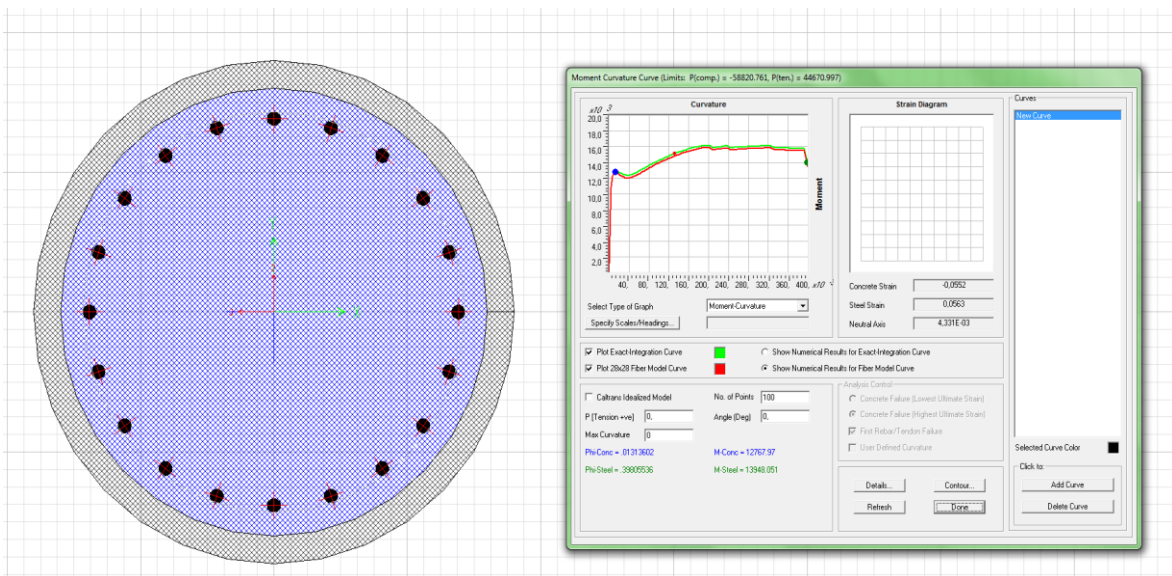 Moment Curvature Curve (Limits: P(comp.) = -58820.761, P(ten.) = 44670.997)
Curvature
x10 3
20,0
18,0
16,0
14,0
12,0
10,0
8,0
6,0
4,0
2,0
40, 80, 120, 160, 200, 240, 280, 320, 360, 400, x10 -3
Moment
Select Type of Graph
Moment-Curvature
Specify Scales/Headings...
Strain Diagram
Concrete Strain -0,0552
Steel Strain 0,0563
Neutral Axis 4,331E-03
Plot Exact-Integration Curve
Show Numerical Results for Exact-Integration Curve
Plot 28x28 Fiber Model Curve
Show Numerical Results for Fiber Model Curve
Caltrans Idealized Model
No. of Points 100
P [Tension +ve] 0,
Angle (Deg) 0,
Max Curvature 0
Phi-Conc = .01313602 M-Conc = 12767.97
Phi-Steel = .39805536 M-Steel = 13948.051
Analysis Control
Concrete Failure (Lowest Ultimate Strain)
Concrete Failure (Highest Ultimate Strain)
First Rebar/Tendon Failure
User Defined Curvature
Details...
Contour...
Refresh
Done
Curves
New Curve
Selected Curve Color
Click to:
Add Curve
Delete Curve